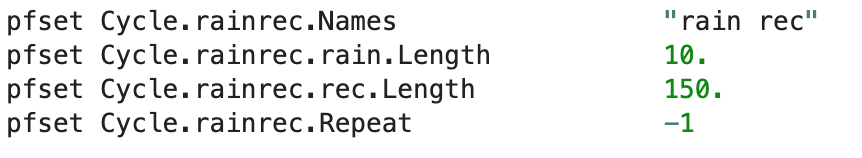 pfset Cycle.rainrec.Names "rain rec"
pfset Cycle.rainrec.rain.Length 10.
pfset Cycle.rainrec.rec.Length 150.
pfset Cycle.rainrec.Repeat -1